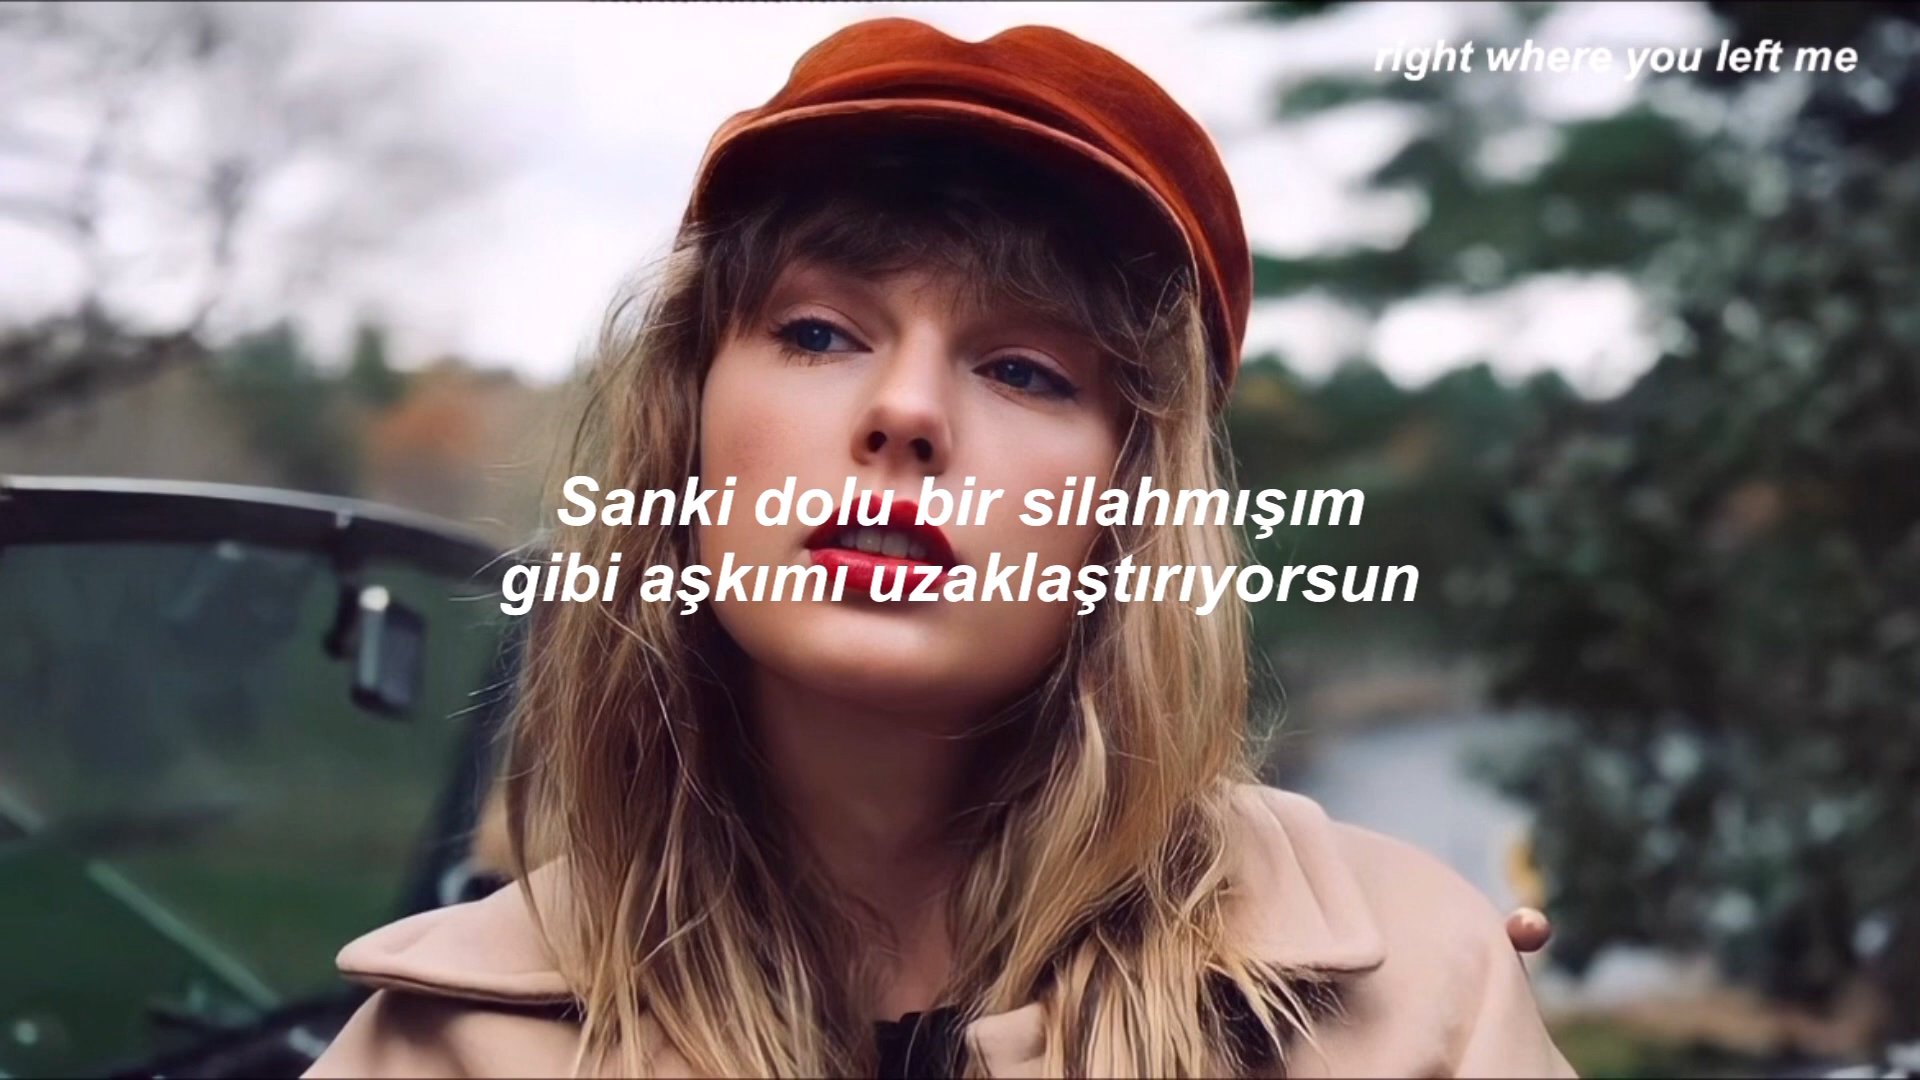 right where you left me
Sanki dolu bir silahmışım
gibi aşkımı uzaklaştırıyorsun